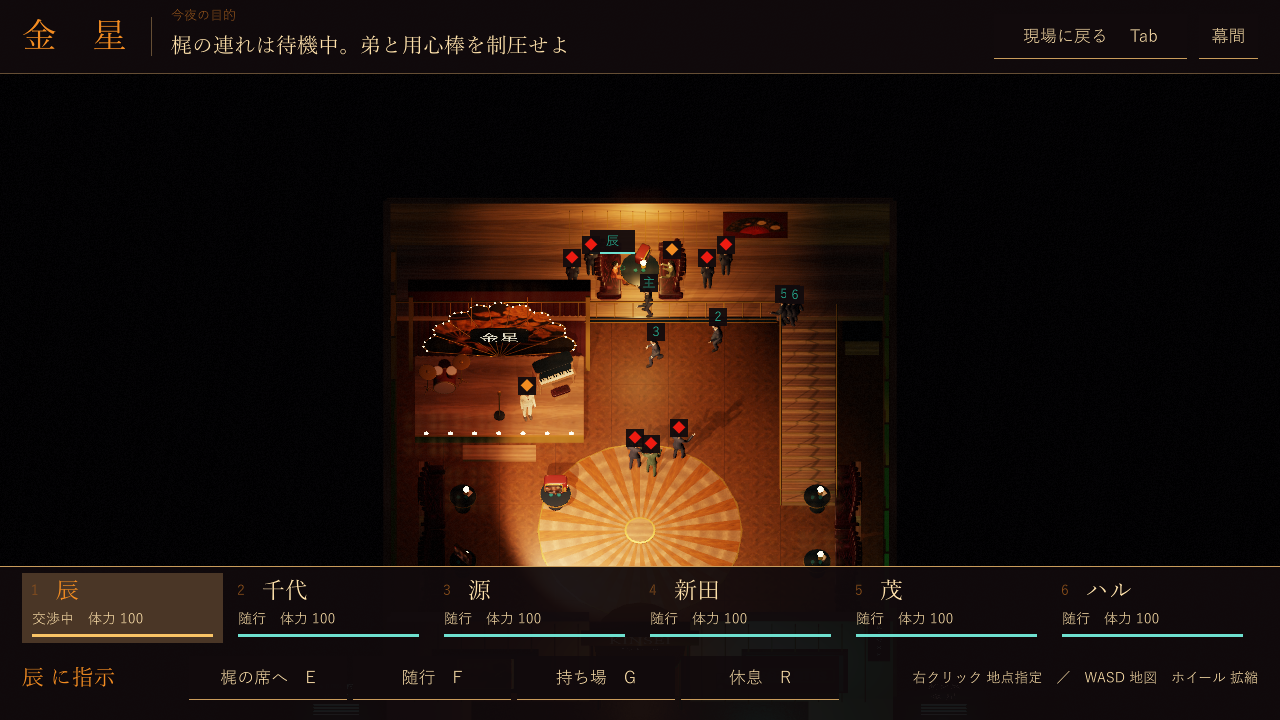 金 星
今夜の目的
梶の連れは待機中。弟と用心棒を制圧せよ
現場に戻る Tab
幕間
辰
主
5 6
2
3
金星
1 辰
交渉中 体力 100
2 千代
随行 体力 100
3 源
随行 体力 100
4 新田
随行 体力 100
5 茂
随行 体力 100
6 ハル
随行 体力 100
辰 に指示
梶の席へ E
随行 F
持ち場 G
休息 R
右クリック 地点指定 ／ WASD 地図 ホイール 拡縮